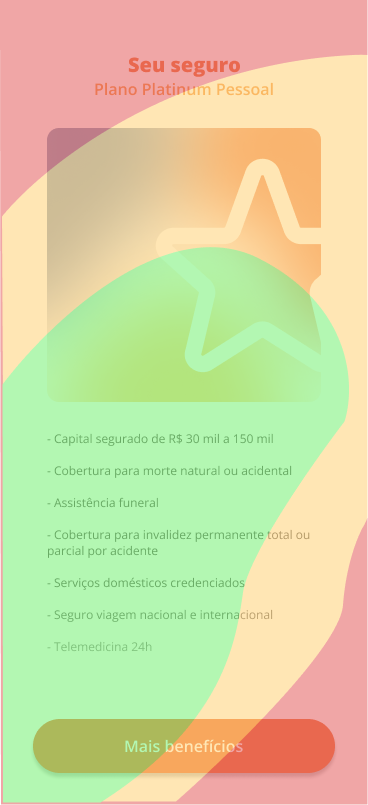 Seu seguro
Plano Platinum Pessoal
- Capital segurado de R$ 30 mil a 150 mil
- Cobertura para morte natural ou acidental
- Assistência funeral
- Cobertura para invalidez permanente total ou
parcial por acidente
- Serviços domésticos credenciados
- Seguro viagem nacional e internacional
- Telemedicina 24h
Mais benefícios